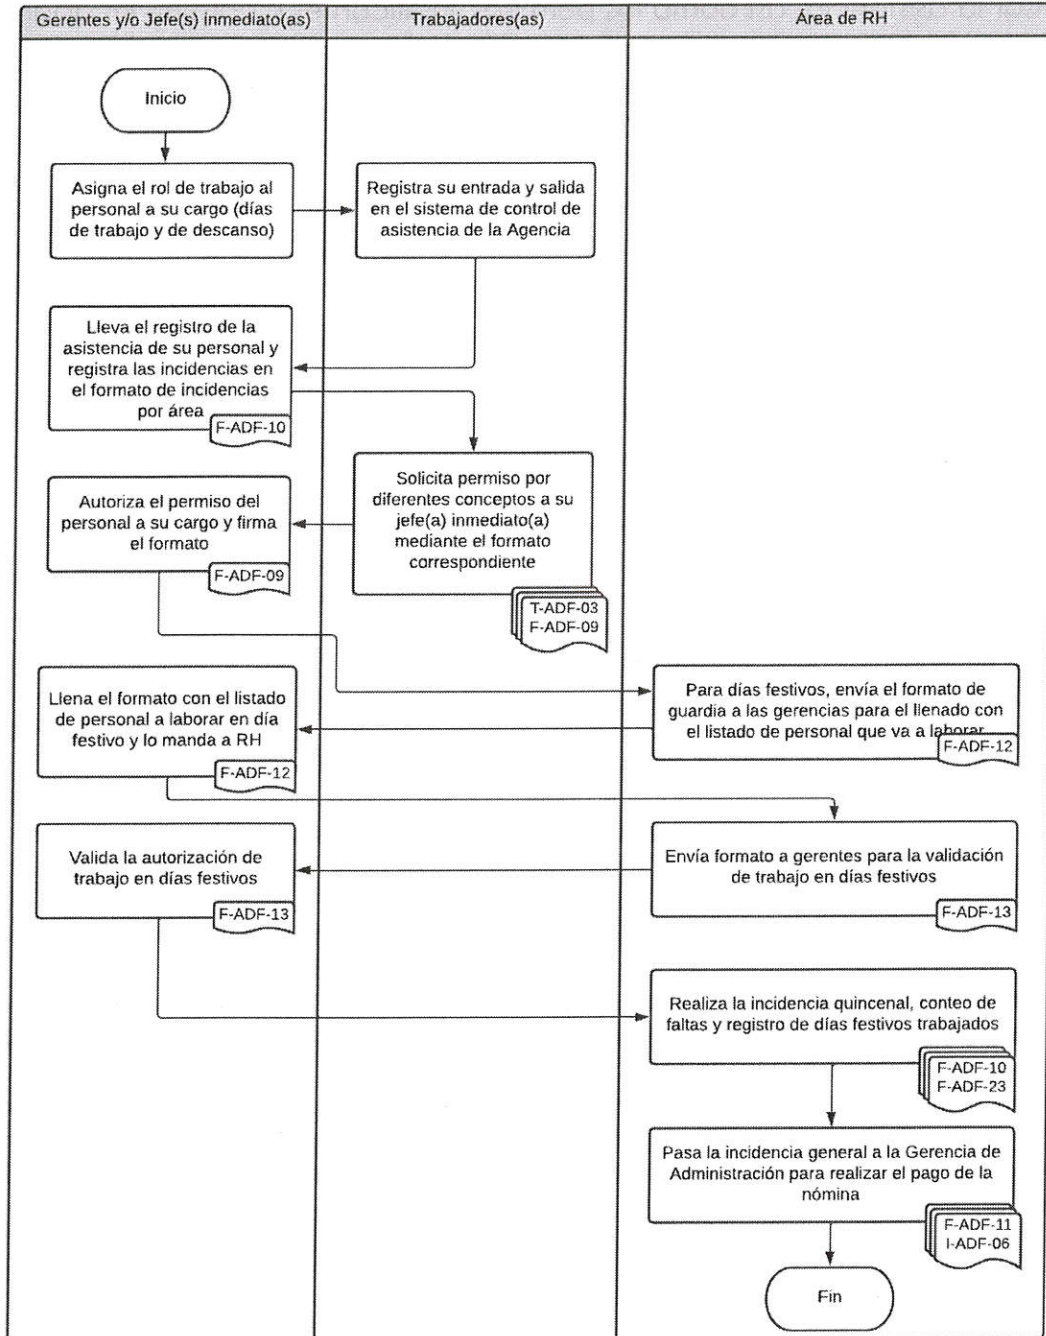 Gerentes y/o Jefe(s) inmediato(as)
Trabajadores(as)
Área de RH
Inicio
Asigna el rol de trabajo al
personal a su cargo (días
de trabajo y de descanso)
Registra su entrada y salida
en el sistema de control de
asistencia de la Agencia
Lleva el registro de la
asistencia de su personal y
registra las incidencias en
el formato de incidencias
por área
F-ADF-10
Solicita permiso por
diferentes conceptos a su
jefe(a) inmediato(a)
mediante el formato
correspondiente
T-ADF-03
F-ADF-09
Autoriza el permiso del
personal a su cargo y firma
el formato
F-ADF-09
Para días festivos, envía el formato de
guardia a las gerencias para el llenado con
el listado de personal que va a laborar
F-ADF-12
Llena el formato con el listado
de personal a laborar en día
festivo y lo manda a RH
F-ADF-12
Envía formato a gerentes para la validación
de trabajo en días festivos
F-ADF-13
Valida la autorización de
trabajo en días festivos
F-ADF-13
Realiza la incidencia quincenal, conteo de
faltas y registro de días festivos trabajados
F-ADF-10
F-ADF-23
Pasa la incidencia general a la Gerencia de
Administración para realizar el pago de la
nómina
F-ADF-11
I-ADF-06
Fin